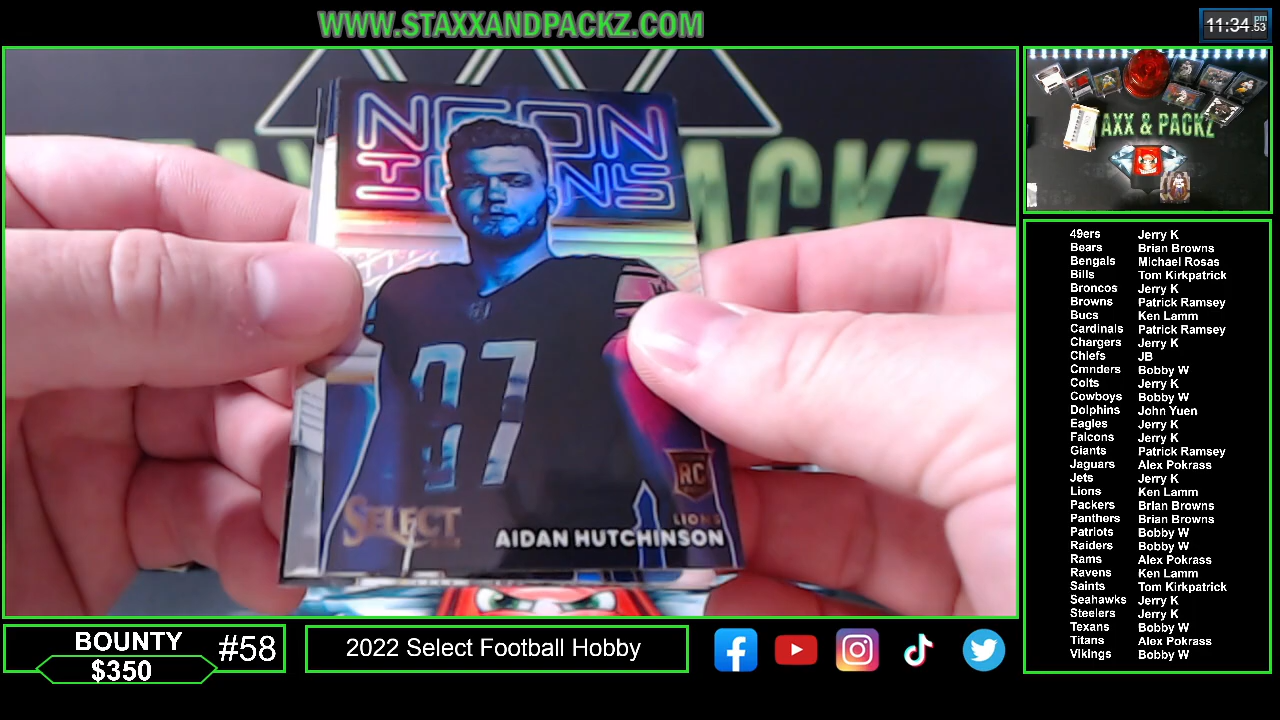 WWW.STAXXANDPACKZ.COM
11:34 pm
.53
NEON
ICONS
97
SELECT
RC
LIONS
AIDAN HUTCHINSON
PACKZ
TAXX & PACKZ
49ers Jerry K
Bears Brian Browns
Bengals Michael Rosas
Bills Tom Kirkpatrick
Broncos Jerry K
Browns Patrick Ramsey
Bucs Ken Lamm
Cardinals Patrick Ramsey
Chargers Jerry K
Chiefs JB
Cmnders Bobby W
Colts Jerry K
Cowboys Bobby W
Dolphins John Yuen
Eagles Jerry K
Falcons Jerry K
Giants Patrick Ramsey
Jaguars Alex Pokrass
Jets Jerry K
Lions Ken Lamm
Packers Brian Browns
Panthers Brian Browns
Patriots Bobby W
Raiders Bobby W
Rams Alex Pokrass
Ravens Ken Lamm
Saints Tom Kirkpatrick
Seahawks Jerry K
Steelers Jerry K
Texans Bobby W
Titans Alex Pokrass
Vikings Bobby W
BOUNTY
$350
#58
2022 Select Football Hobby